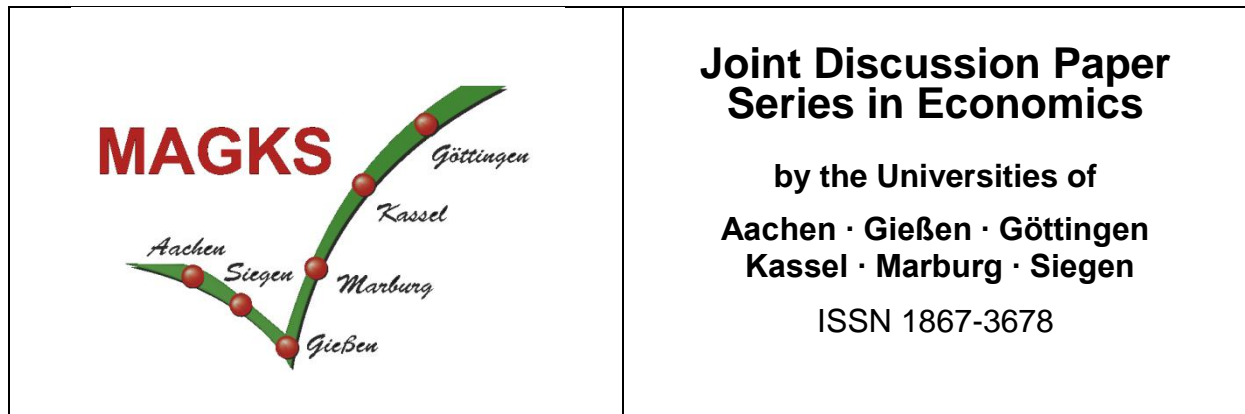 MAGKS
Göttingen
Kassel
Aachen
Siegen
Marburg
Gießen
Joint Discussion Paper
Series in Economics
by the Universities of
Aachen · Gießen · Göttingen
Kassel · Marburg · Siegen
ISSN 1867-3678